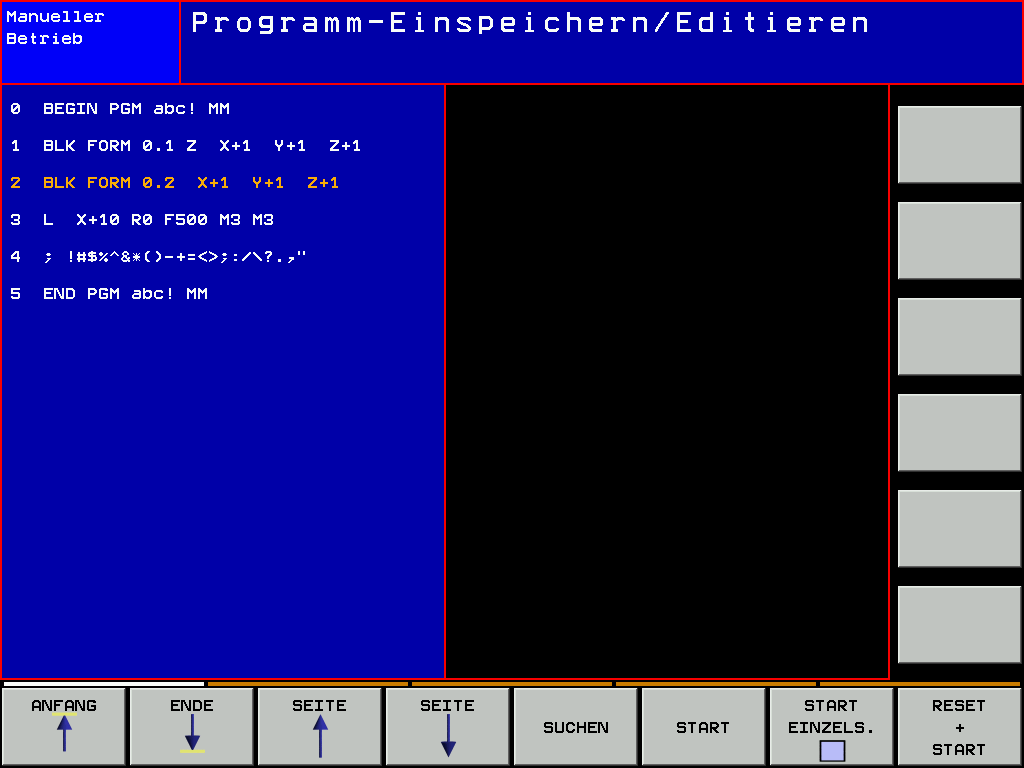 Manueller
Betrieb
Programm-Einspeichern/Editieren
0  BEGIN PGM abc! MM
1  BLK FORM 0.1 Z  X+1  Y+1  Z+1
2  BLK FORM 0.2  X+1  Y+1  Z+1
3  L  X+10 R0 F500 M3 M3
4  ; !#$%^&*()-+=<>;:/\?.,"
5  END PGM abc! MM
ANFANG
ENDE
SEITE
SEITE
SUCHEN
START
START
EINZELS.
RESET
+
START